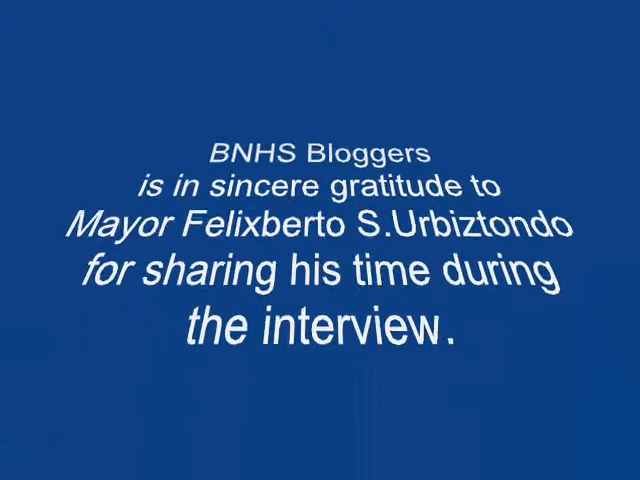 BNHS Bloggers
is in sincere gratitude to
Mayor Felixberto S.Urbiztondo
for sharing his time during
the interview.